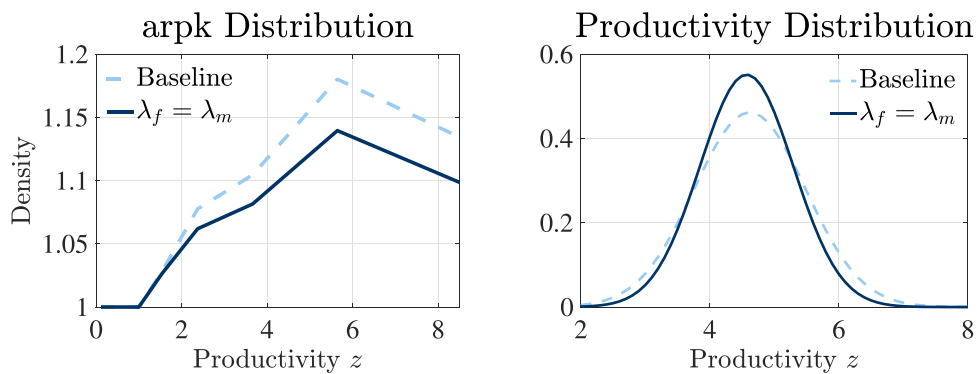 arpk Distribution
Density
1.2
1.15
1.1
1.05
1
Baseline
λ_f = λ_m
0 2 4 6 8
Productivity z
Productivity Distribution
0.6
0.4
0.2
0
Baseline
λ_f = λ_m
2 4 6 8
Productivity z